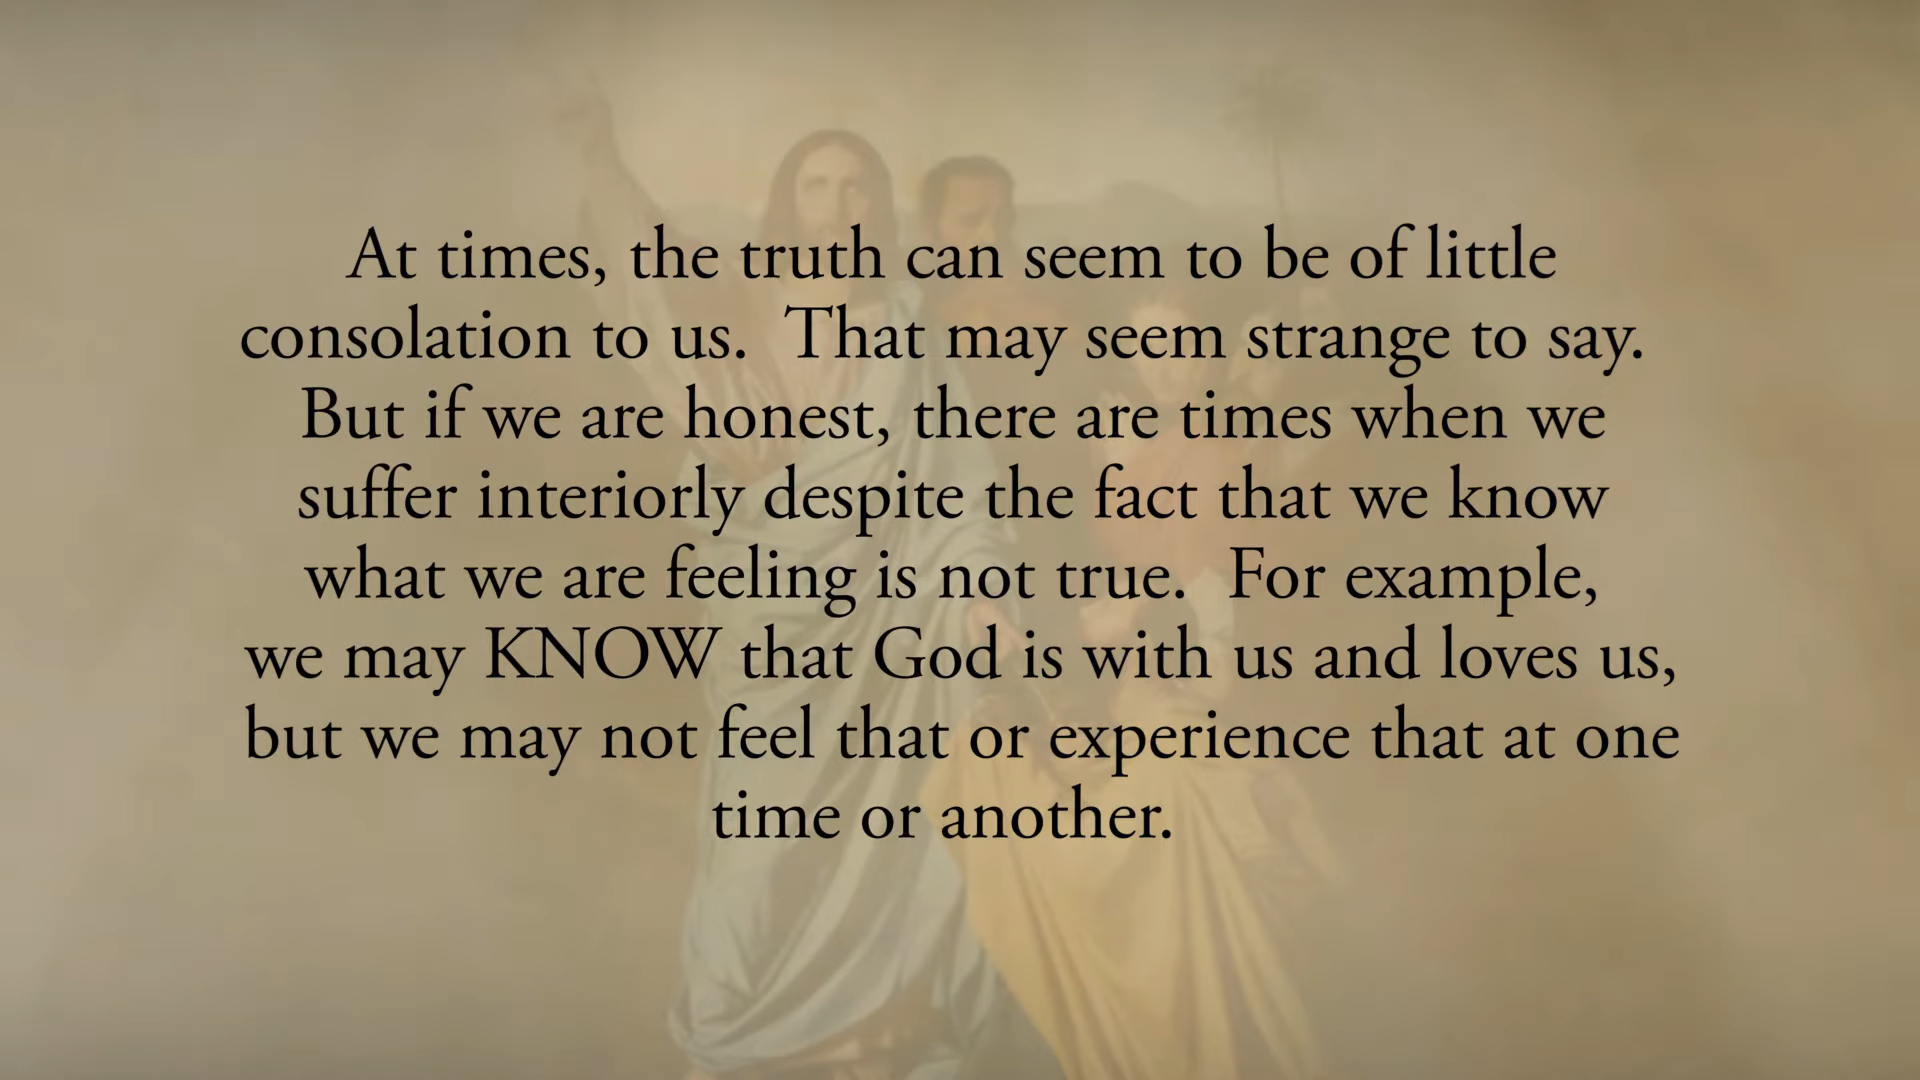 At times, the truth can seem to be of little
consolation to us.  That may seem strange to say.
But if we are honest, there are times when we
suffer interiorly despite the fact that we know
what we are feeling is not true.  For example,
we may KNOW that God is with us and loves us,
but we may not feel that or experience that at one
time or another.